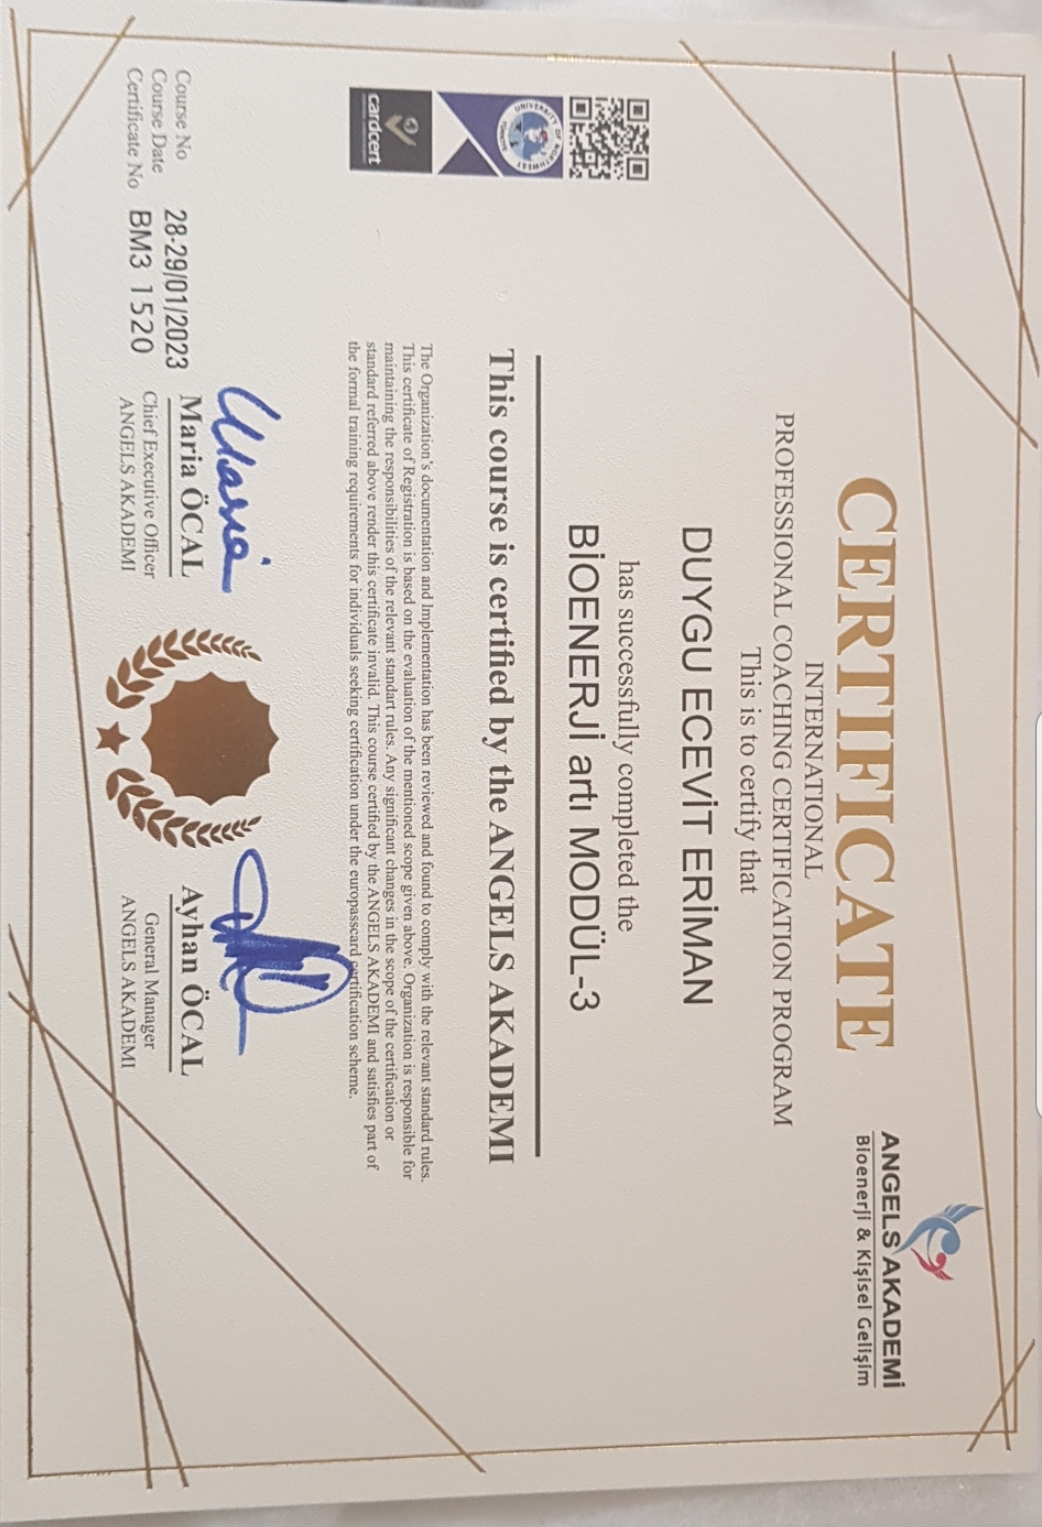 ANGELS AKADEMİ
Bioenerji & Kişisel Gelişim
CERTIFICATE
INTERNATIONAL
PROFESSIONAL COACHING CERTIFICATION PROGRAM
This is to certify that
DUYGU ECEVİT ERİMAN
has successfully completed the
BİOENERJİ artı MODÜL-3
This course is certified by the ANGELS AKADEMI
UNIVERSITY OF NORTHWEST
cardcert
The Organization's documentation and Implementation has been reviewed and found to comply with the relevant standard rules.
This certificate of Registration is based on the evaluation of the mentioned scope given above. Organization is responsible for
maintaining the responsibilities of the relevant standart rules. Any significant changes in the scope of the certification or
standard referred above render this certificate invalid. This course certified by the ANGELS AKADEMI and satisfies part of
the formal training requirements for individuals seeking certification under the europasscard certification scheme.
Course No
Course Date 28-29/01/2023
Certificate No BM3 1520
Maria
Maria ÖCAL
Chief Executive Officer
ANGELS AKADEMI
Ayhan ÖCAL
General Manager
ANGELS AKADEMI